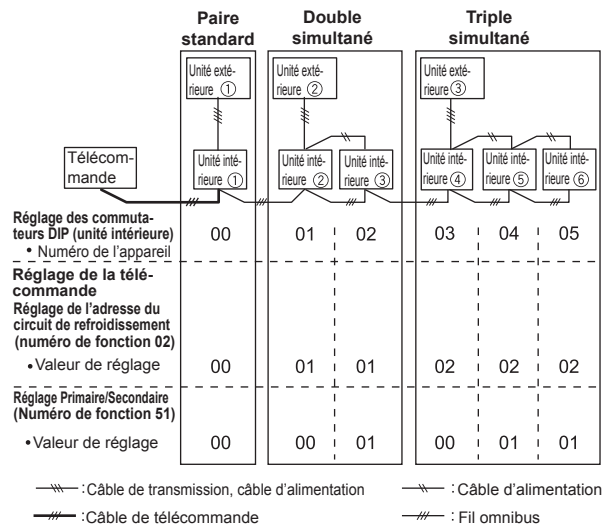 Paire
standard
Double
simultané
Triple
simultané
Unité exté-
rieure ①
Unité exté-
rieure ②
Unité exté-
rieure ③
Télécom-
mande
Unité inté-
rieure ①
Unité inté-
rieure ②
Unité inté-
rieure ③
Unité inté-
rieure ④
Unité inté-
rieure ⑤
Unité inté-
rieure ⑥
Réglage des commuta-
teurs DIP (unité intérieure)
• Numéro de l'appareil
00 01 02 03 04 05
Réglage de la télé-
commande
Réglage de l'adresse du
circuit de refroidissement
(numéro de fonction 02)
• Valeur de réglage 00 01 01 02 02 02
Réglage Primaire/Secondaire
(Numéro de fonction 51)
• Valeur de réglage 00 00 01 00 01 01
:Câble de transmission, câble d'alimentation
: Câble d'alimentation
:Câble de télécommande
: Fil omnibus